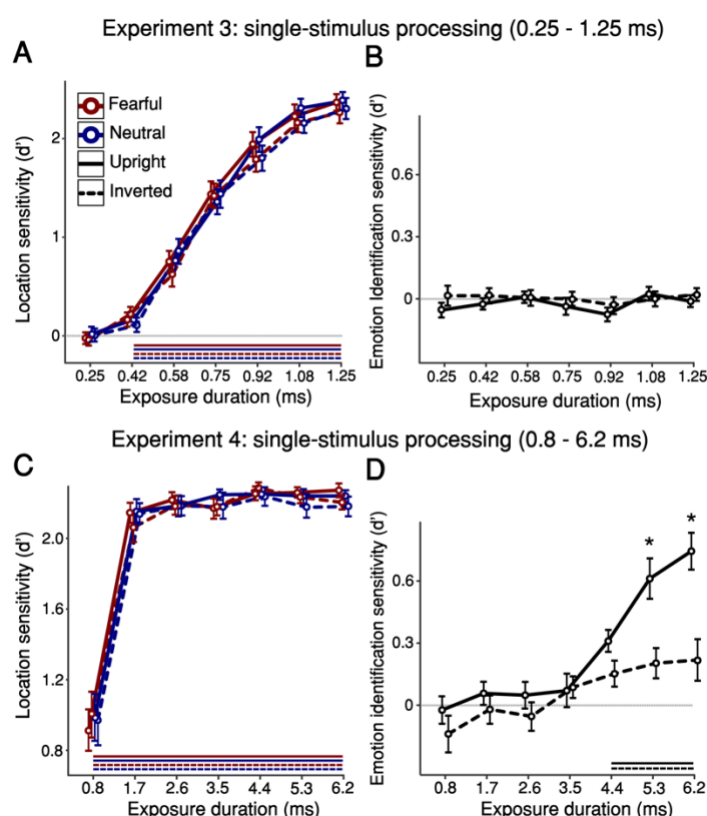 Experiment 3: single-stimulus processing (0.25 - 1.25 ms)
A
B
Fearful
Neutral
Upright
Inverted
Location sensitivity (d')
2
1
0
0.25 0.42 0.58 0.75 0.92 1.08 1.25
Exposure duration (ms)
Emotion Identification sensitivity (d')
0.6
0.3
0
0.25 0.42 0.58 0.75 0.92 1.08 1.25
Exposure duration (ms)
Experiment 4: single-stimulus processing (0.8 - 6.2 ms)
C
D
Location sensitivity (d')
2.0
1.6
1.2
0.8
0.8 1.7 2.6 3.5 4.4 5.3 6.2
Exposure duration (ms)
Emotion identification sensitivity (d')
0.6
0.3
0
* *
0.8 1.7 2.6 3.5 4.4 5.3 6.2
Exposure duration (ms)